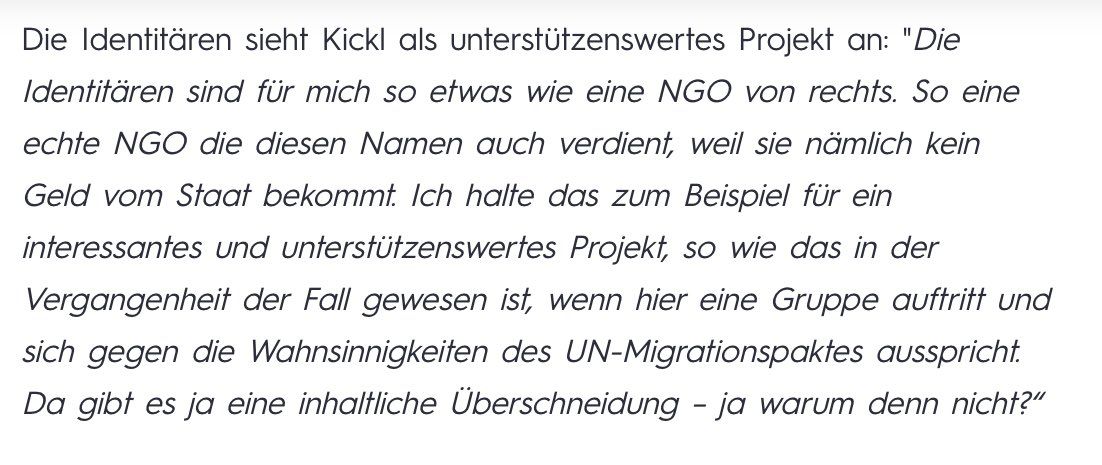 Die Identitären sieht Kickl als unterstützenswertes Projekt an: "Die
Identitären sind für mich so etwas wie eine NGO von rechts. So eine
echte NGO die diesen Namen auch verdient, weil sie nämlich kein
Geld vom Staat bekommt. Ich halte das zum Beispiel für ein
interessantes und unterstützenswertes Projekt, so wie das in der
Vergangenheit der Fall gewesen ist, wenn hier eine Gruppe auftritt und
sich gegen die Wahnsinnigkeiten des UN-Migrationspaktes ausspricht.
Da gibt es ja eine inhaltliche Überschneidung – ja warum denn nicht?“